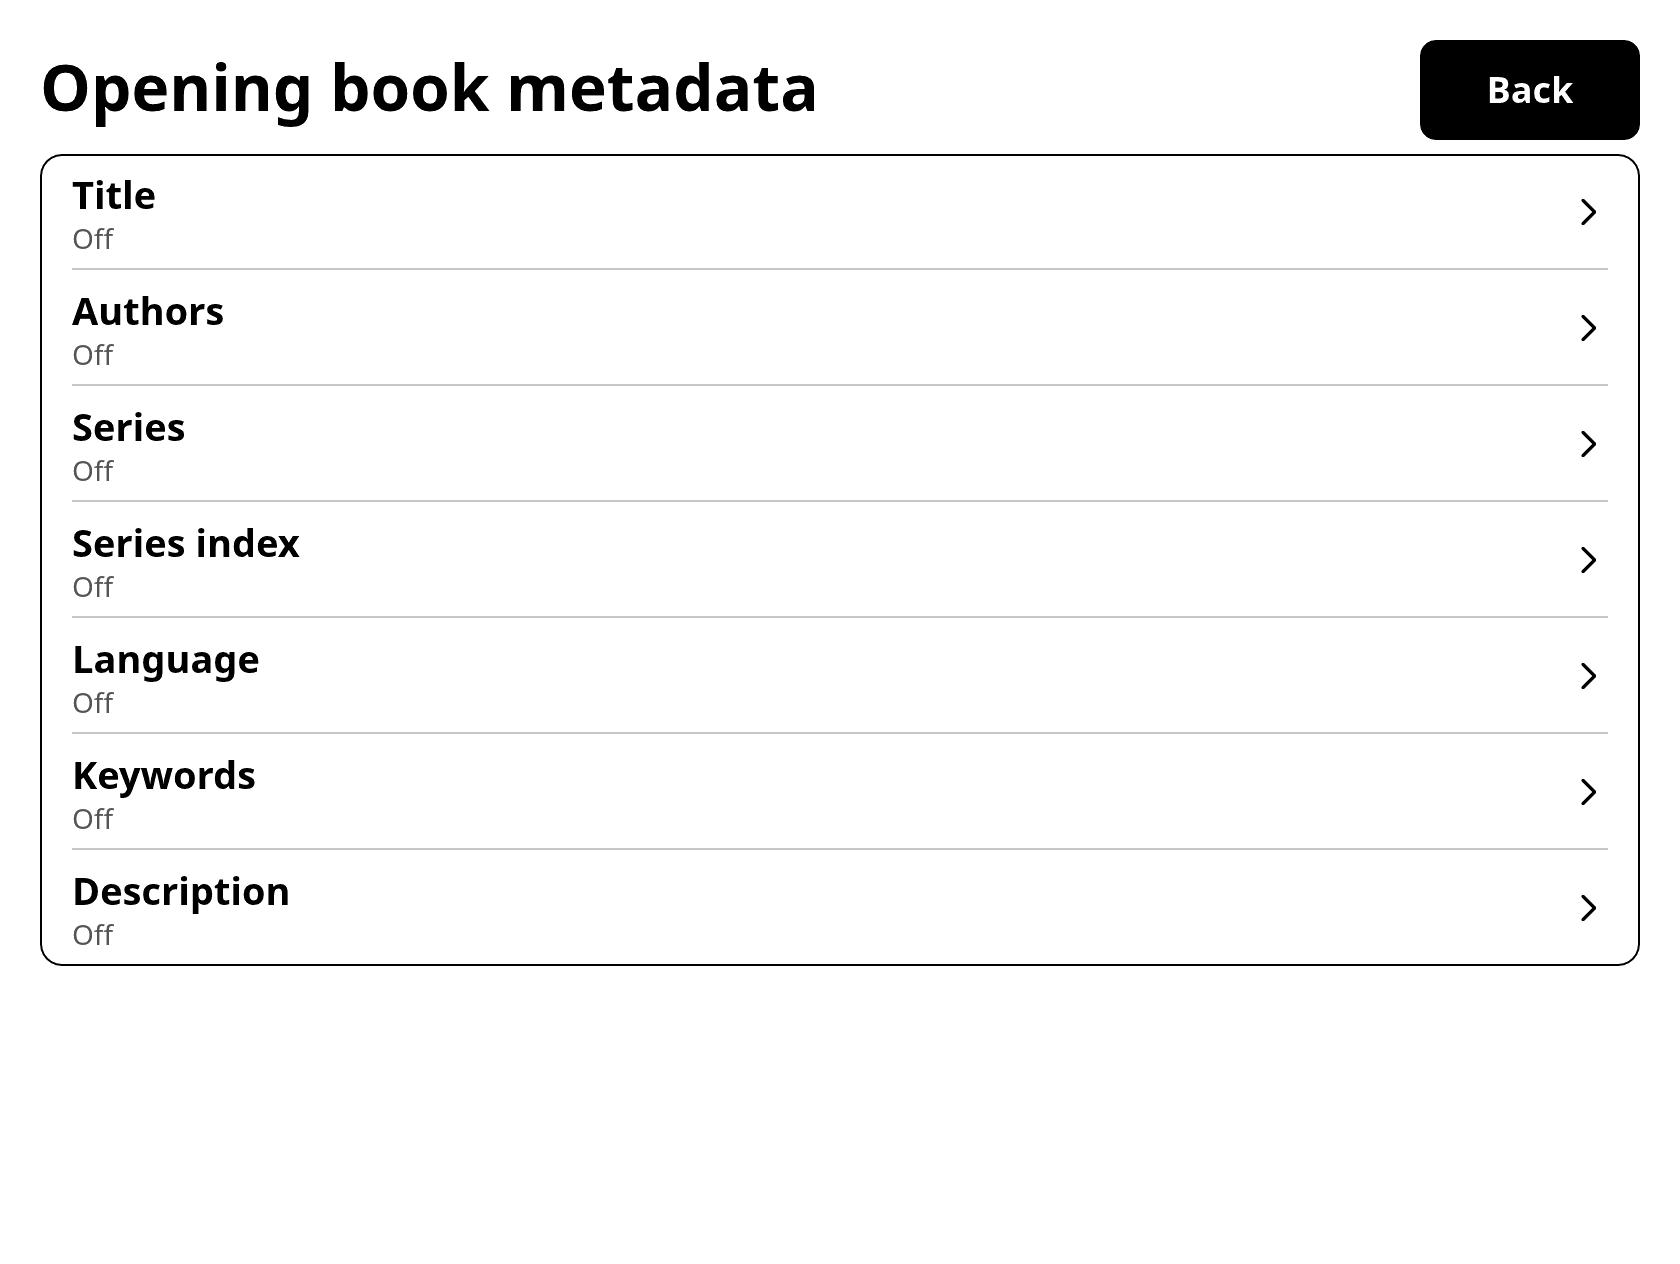 Opening book metadata
Back
Title
Off
Authors
Off
Series
Off
Series index
Off
Language
Off
Keywords
Off
Description
Off